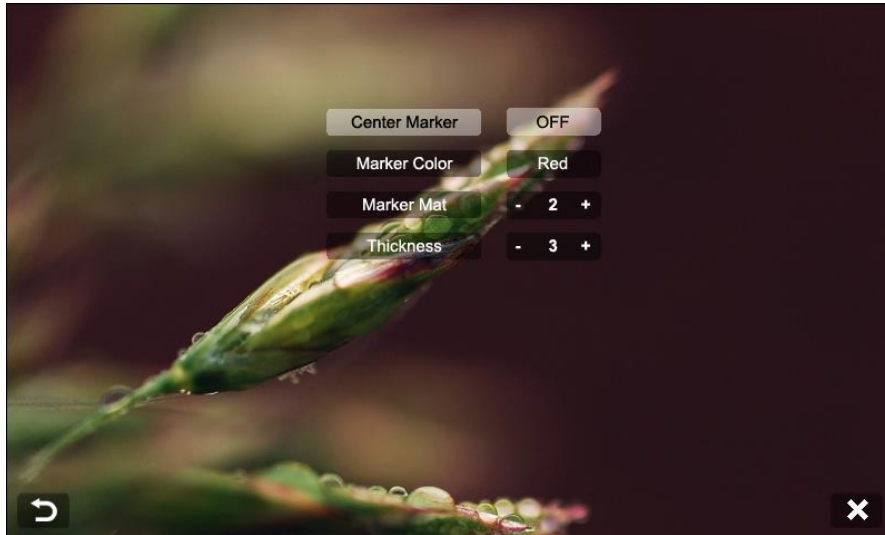 Center Marker OFF
Marker Color Red
Marker Mat - 2 +
Thickness - 3 +